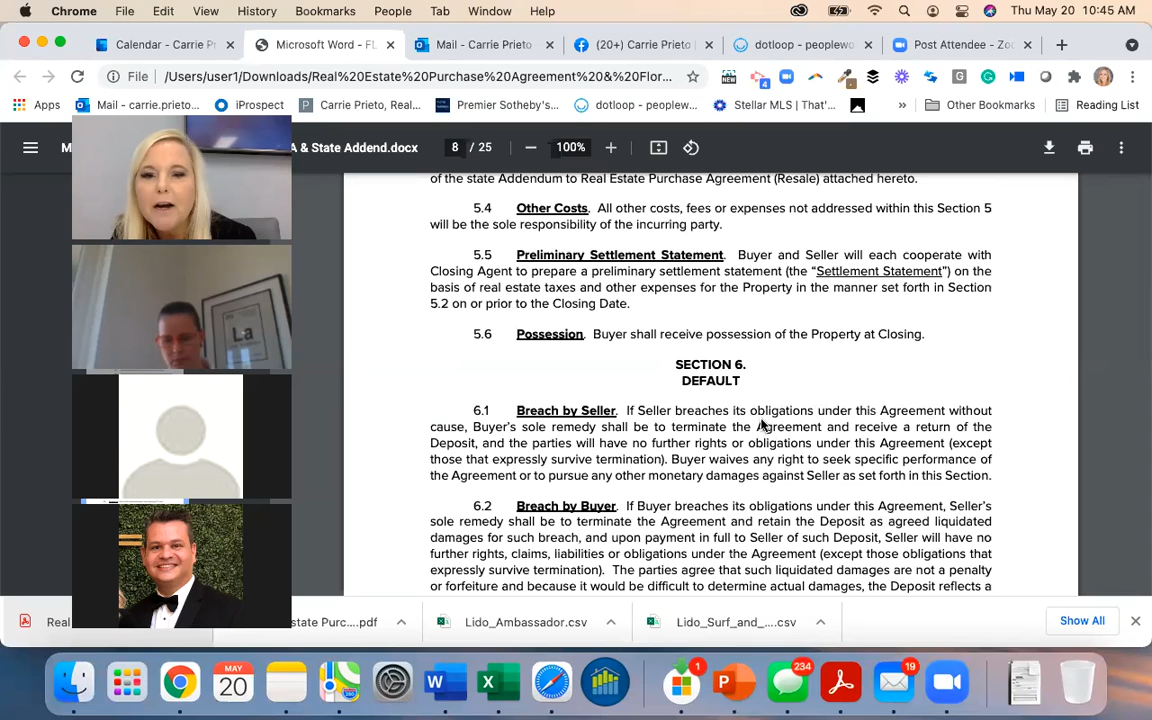 Chrome File Edit View History Bookmarks People Tab Window Help Thu May 20 10:45 AM
Calendar - Carrie Pr Microsoft Word - FL Mail - Carrie Prieto (20+) Carrie Prieto dotloop - peoplewo Post Attendee - Zoo
File /Users/user1/Downloads/Real%20Estate%20Purchase%20Agreement%20&%20Flor...
NEW 4
Apps Mail - carrie.prieto... iProspect Carrie Prieto, Real... Premier Sotheby's... dotloop - peoplew... Stellar MLS | That'... » Other Bookmarks Reading List
M A & State Addend.docx 8 / 25 100%
of the state Addendum to Real Estate Purchase Agreement (Resale) attached hereto.
5.4 Other Costs. All other costs, fees or expenses not addressed within this Section 5
will be the sole responsibility of the incurring party.
5.5 Preliminary Settlement Statement. Buyer and Seller will each cooperate with
Closing Agent to prepare a preliminary settlement statement (the “Settlement Statement”) on the
basis of real estate taxes and other expenses for the Property in the manner set forth in Section
5.2 on or prior to the Closing Date.
5.6 Possession. Buyer shall receive possession of the Property at Closing.
SECTION 6.
DEFAULT
6.1 Breach by Seller. If Seller breaches its obligations under this Agreement without
cause, Buyer's sole remedy shall be to terminate the Agreement and receive a return of the
Deposit, and the parties will have no further rights or obligations under this Agreement (except
those that expressly survive termination). Buyer waives any right to seek specific performance of
the Agreement or to pursue any other monetary damages against Seller as set forth in this Section.
6.2 Breach by Buyer. If Buyer breaches its obligations under this Agreement, Seller's
sole remedy shall be to terminate the Agreement and retain the Deposit as agreed liquidated
damages for such breach, and upon payment in full to Seller of such Deposit, Seller will have no
further rights, claims, liabilities or obligations under the Agreement (except those obligations that
expressly survive termination). The parties agree that such liquidated damages are not a penalty
or forfeiture and because it would be difficult to determine actual damages, the Deposit reflects a
La
Real state Purc....pdf Lido_Ambassador.csv Lido_Surf_and_....csv Show All
MAY
20
1 234 19